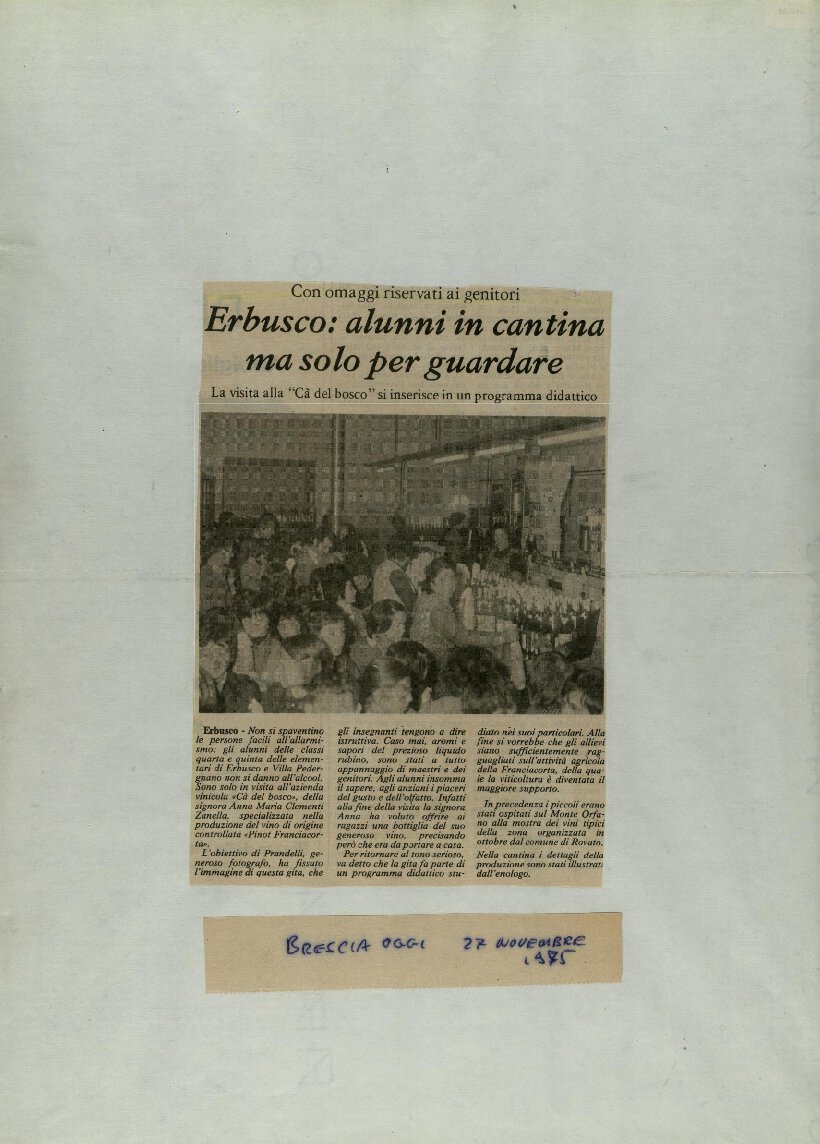 Con omaggi riservati ai genitori
Erbusco: alunni in cantina
ma solo per guardare
La visita alla "Cà del bosco" si inserisce in un programma didattico
Erbusco - Non si spaventino
le persone facili all'allarmi-
smo: gli alunni delle classi
quarta e quinta delle elemen-
tari di Erbusco e Villa Peder-
gnano non si danno all'alcool.
Sono solo in visita all'azienda
vinicola «Cà del bosco», della
signora Anna Maria Clementi
Zanella, specializzata nella
produzione del vino di origine
controllata «Pinot Franciacor-
ta».
L'obiettivo di Prandelli, ge-
neroso fotografo, ha fissato
l'immagine di questa gita, che
gli insegnanti tengono a dire
istruttiva. Caso mai, aromi e
sapori del prezioso liquido
rubino, sono stati a tutto
appannaggio di maestri e dei
genitori. Agli alunni insomma
il sapere, agli anziani i piaceri
del gusto e dell'olfatto. Infatti
alla fine della visita la signora
Anna ha voluto offrire ai
ragazzi una bottiglia del suo
generoso vino, precisando
però che era da portare a casa.
Per ritornare al tono serioso,
va detto che la gita fa parte di
un programma didattico stu-
diato nei suoi particolari. Alla
fine si vorrebbe che gli allievi
siano sufficientemente rag-
guagliati sull'attività agricola
della Franciacorta, della qua-
le la viticoltura è diventata il
maggiore supporto.
In precedenza i piccoli erano
stati ospitati sul Monte Orfa-
no alla mostra dei vini tipici
della zona organizzata in
ottobre dal comune di Rovato.
Nella cantina i dettagli della
produzione sono stati illustrati
dall'enologo.
BRESCIA OGGI 27 NOVEMBRE
1975